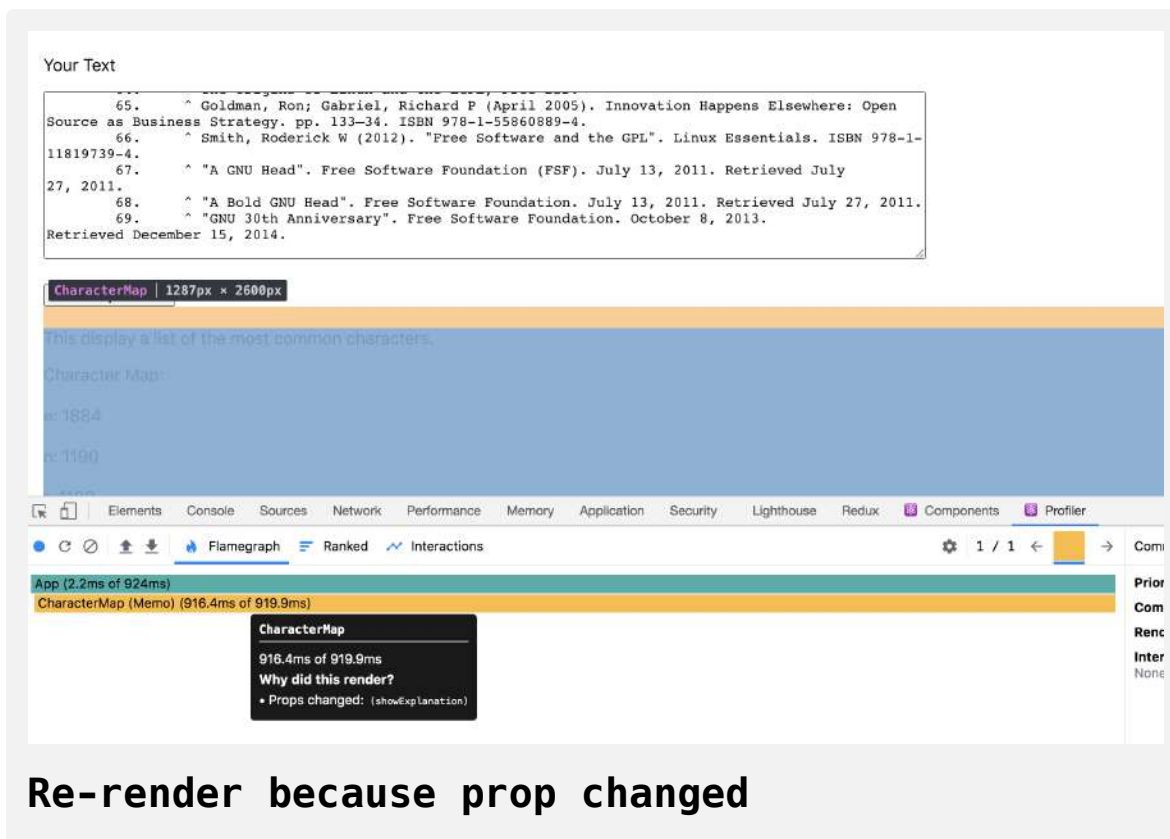 Your Text
65. ^ Goldman, Ron; Gabriel, Richard P (April 2005). Innovation Happens Elsewhere: Open
Source as Business Strategy. pp. 133–34. ISBN 978-1-55860889-4.
66. ^ Smith, Roderick W (2012). "Free Software and the GPL". Linux Essentials. ISBN 978-1-
11819739-4.
67. ^ "A GNU Head". Free Software Foundation (FSF). July 13, 2011. Retrieved July
27, 2011.
68. ^ "A Bold GNU Head". Free Software Foundation. July 13, 2011. Retrieved July 27, 2011.
69. ^ "GNU 30th Anniversary". Free Software Foundation. October 8, 2013.
Retrieved December 15, 2014.
CharacterMap | 1287px × 2600px
This display a list of the most common characters.
Character Map:
: 1884
: 1190
Elements Console Sources Network Performance Memory Application Security Lighthouse Redux Components Profiler
Flamegraph Ranked Interactions 1 / 1 Com
App (2.2ms of 924ms) Prior
CharacterMap (Memo) (916.4ms of 919.9ms) Com
CharacterMap Rend
916.4ms of 919.9ms Inter
Why did this render? None
• Props changed: (showExplanation)
Re-render because prop changed